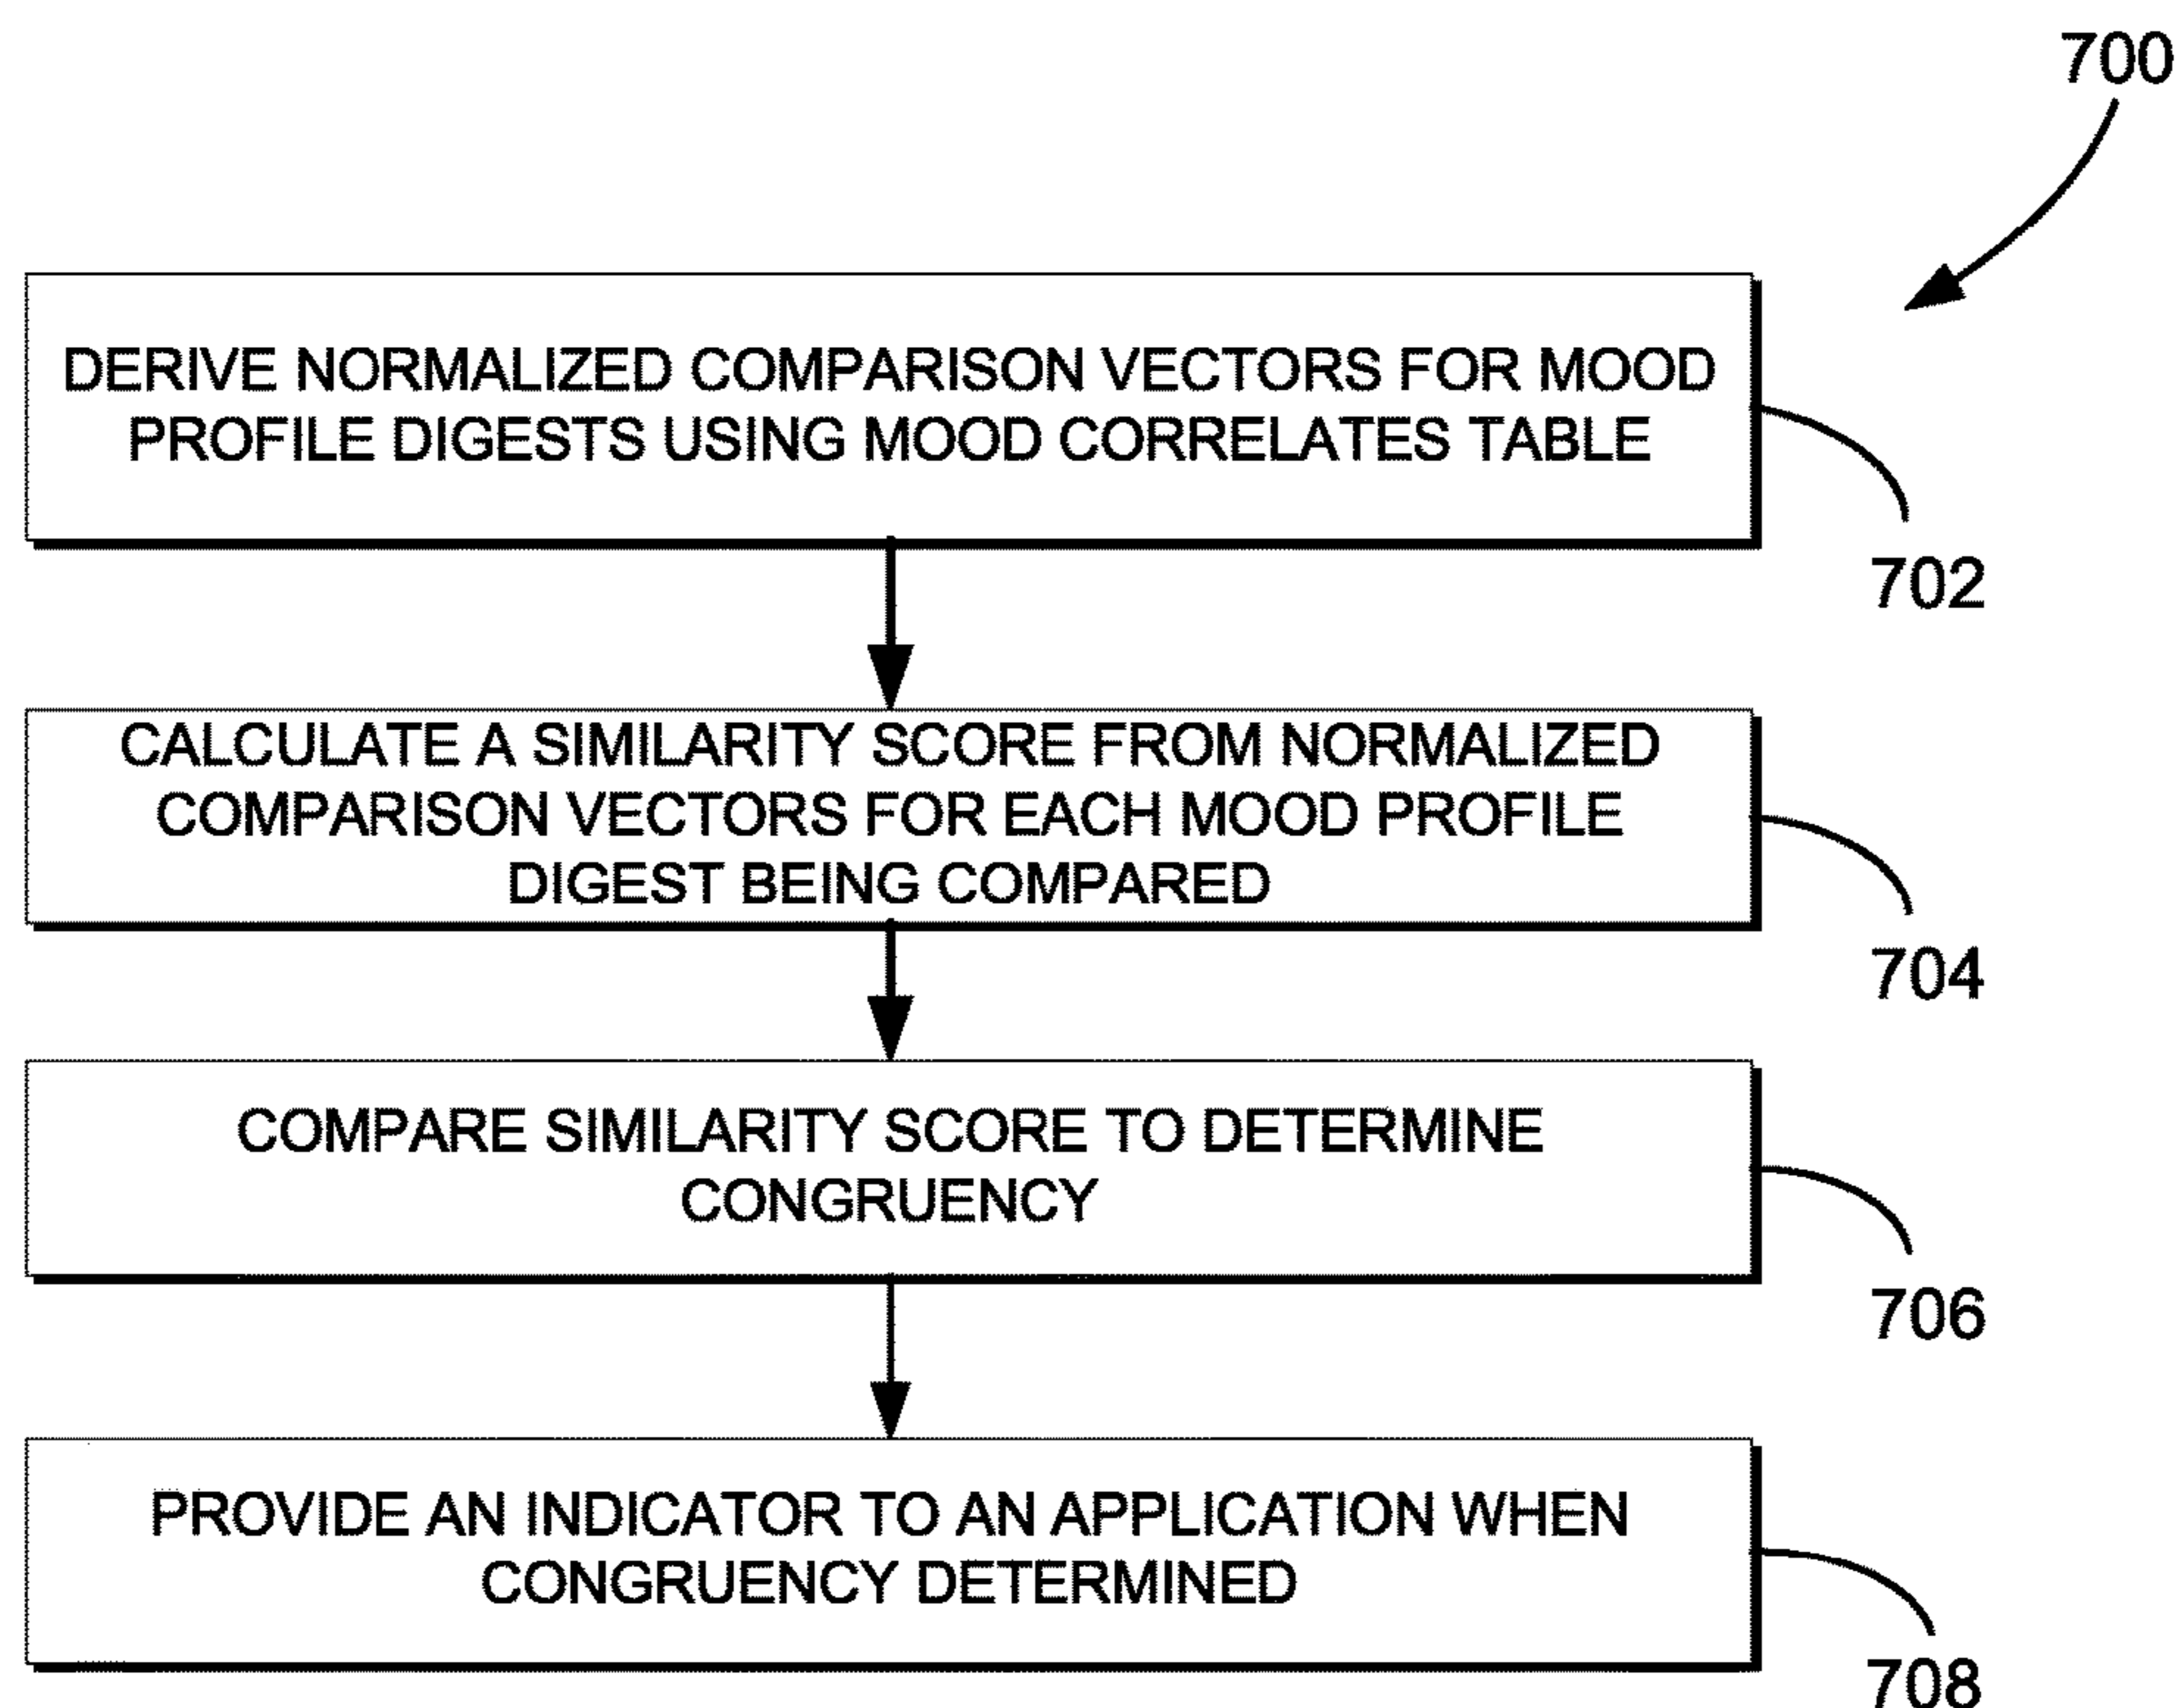 700
DERIVE NORMALIZED COMPARISON VECTORS FOR MOOD
PROFILE DIGESTS USING MOOD CORRELATES TABLE
702
CALCULATE A SIMILARITY SCORE FROM NORMALIZED
COMPARISON VECTORS FOR EACH MOOD PROFILE
DIGEST BEING COMPARED
704
COMPARE SIMILARITY SCORE TO DETERMINE
CONGRUENCY
706
PROVIDE AN INDICATOR TO AN APPLICATION WHEN
CONGRUENCY DETERMINED
708